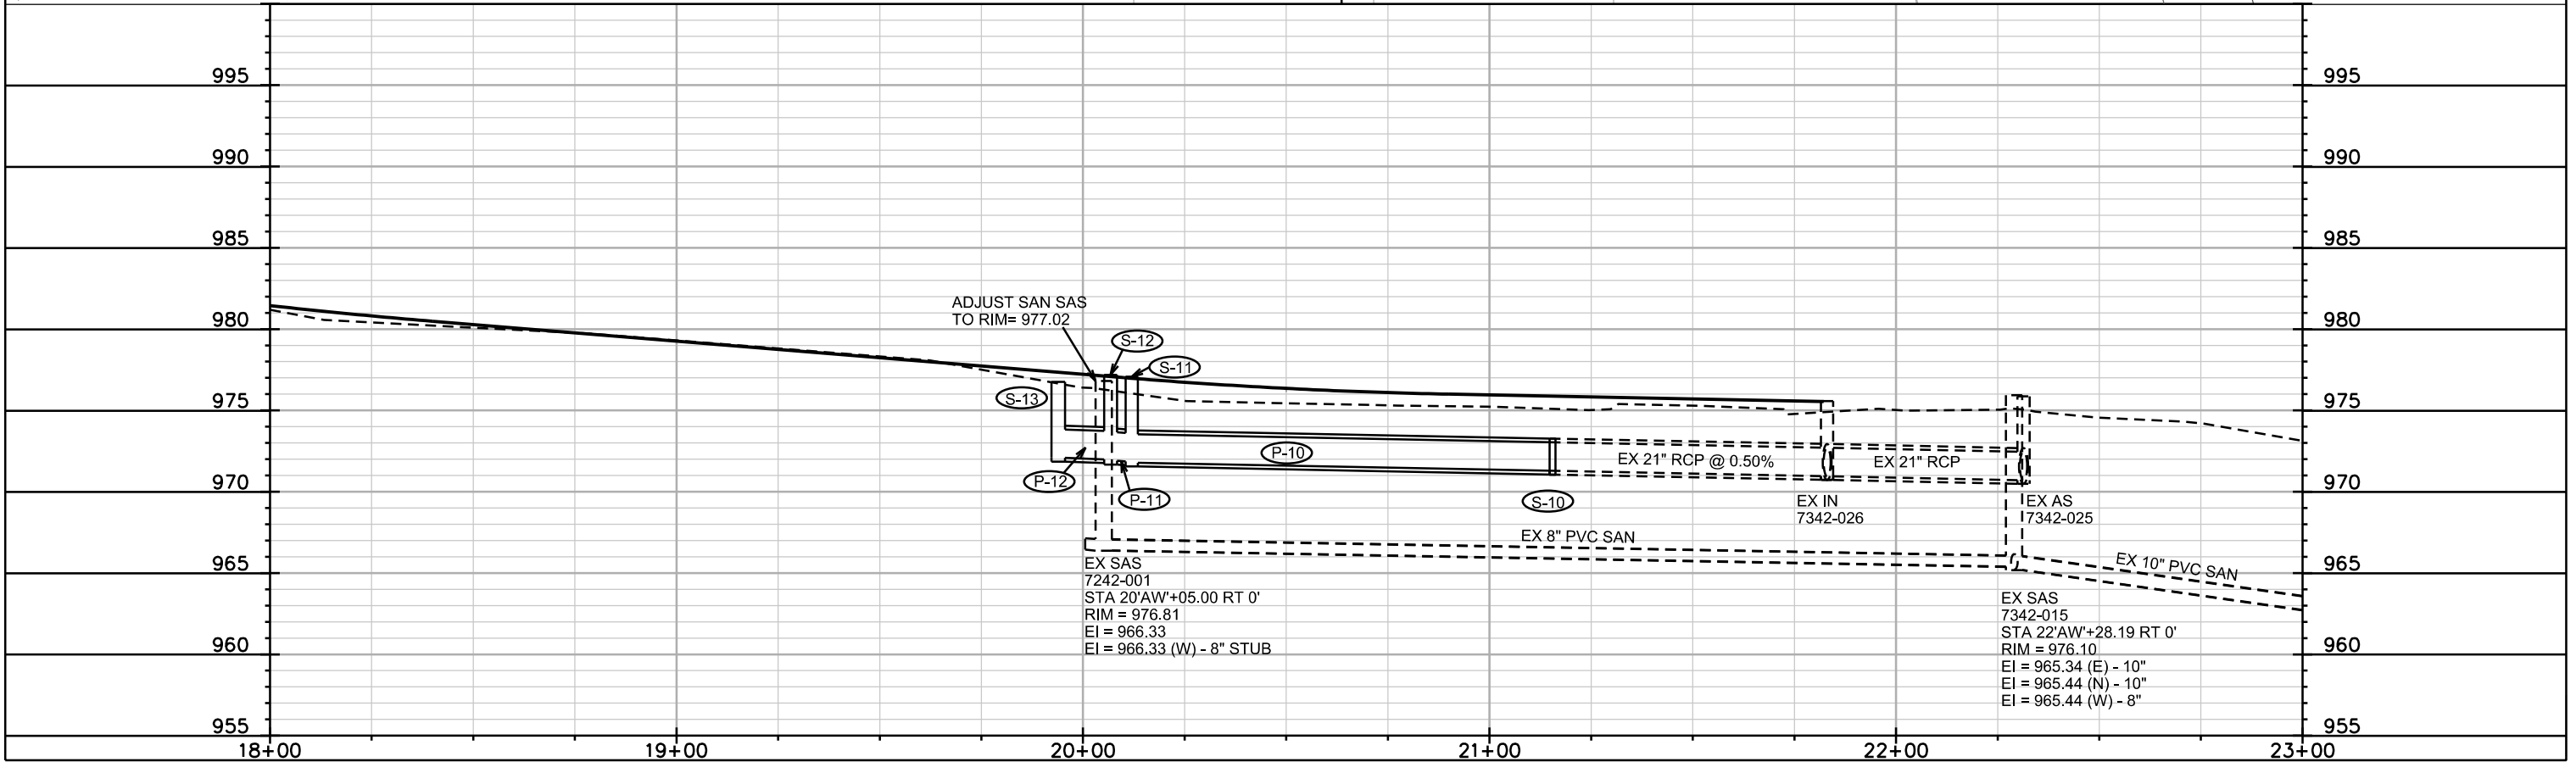 995 995
990 990
985 985
980 980
975 975
970 970
965 965
960 960
955 955
ADJUST SAN SAS
TO RIM= 977.02
S-12
S-11
S-13
P-10
P-12
P-11
S-10
EX 21" RCP @ 0.50%
EX 21" RCP
EX IN
7342-026
EX AS
7342-025
EX 8" PVC SAN
EX 10" PVC SAN
EX SAS
7242-001
STA 20'AW'+05.00 RT 0'
RIM = 976.81
EI = 966.33
EI = 966.33 (W) - 8" STUB
EX SAS
7342-015
STA 22'AW'+28.19 RT 0'
RIM = 976.10
EI = 965.34 (E) - 10"
EI = 965.44 (N) - 10"
EI = 965.44 (W) - 8"
18+00 19+00 20+00 21+00 22+00 23+00